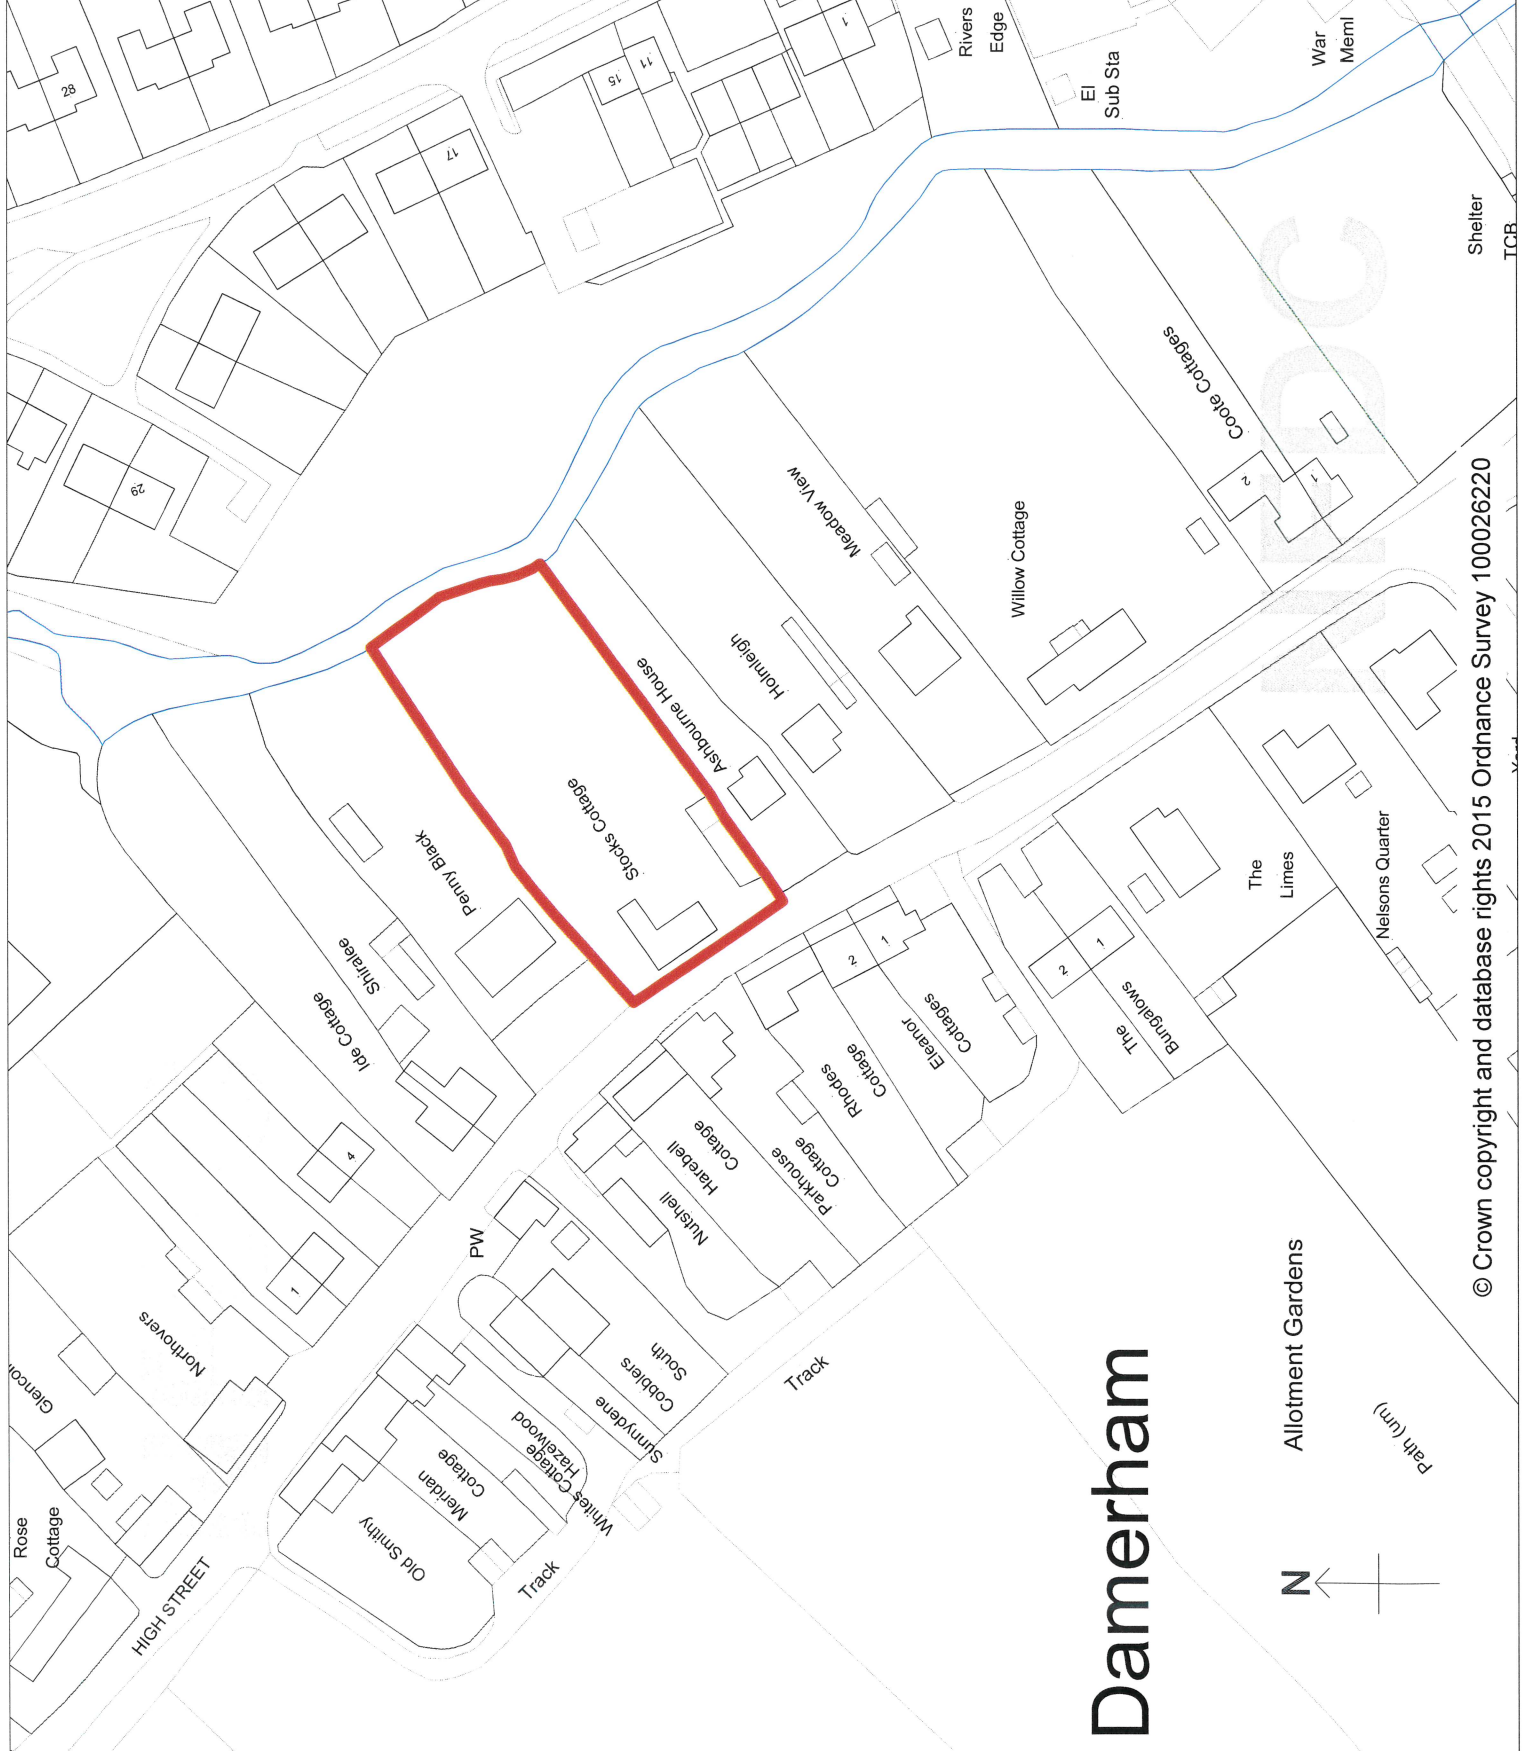 28
17
15
11
1
Rivers
Edge
El
Sub Sta
War
Meml
29
Shelter
TCB
Coote Cottages
2
1
Meadow View
Willow Cottage
Holmleigh
Ashbourne House
Stocks Cottage
Penny Black
Shiralee
Ide Cottage
4
1
Northovers
Rose
Cottage
HIGH STREET
PW
Nutshell
Harebell
Cottage
Parkhouse
Cottage
Rhodes
Cottage
2
1
Eleanor
Cottages
2
1
The
Bungalows
The
Limes
Nelsons Quarter
South
Cobblers
Sunnydene
Hazelwood
Whites Cottage
Meridan
Cottage
Old Smithy
Track
Track
Allotment Gardens
Path (um)
Damerham
N
NFDC
© Crown copyright and database rights 2015 Ordnance Survey 100026220